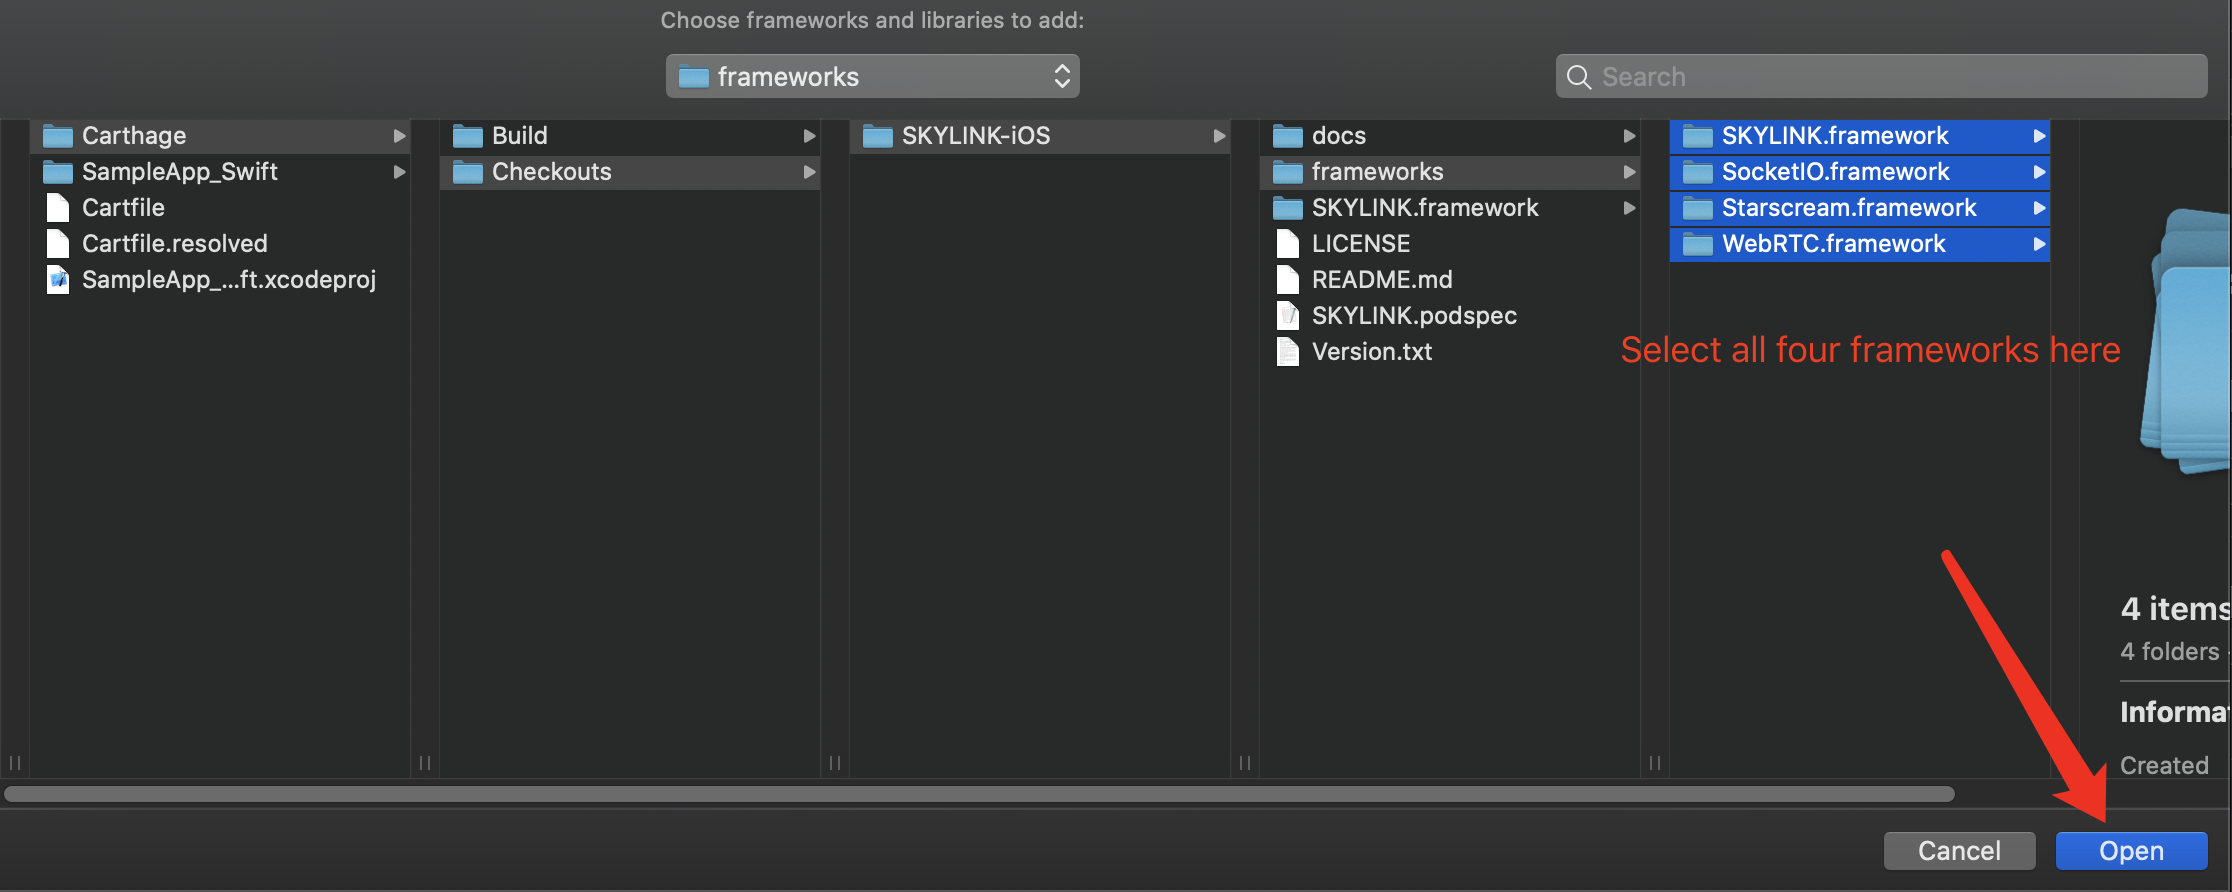 Choose frameworks and libraries to add:
frameworks
Search
Carthage
SampleApp_Swift
Cartfile
Cartfile.resolved
SampleApp_...ft.xcodeproj
Build
Checkouts
SKYLINK-iOS
docs
frameworks
SKYLINK.framework
LICENSE
README.md
SKYLINK.podspec
Version.txt
SKYLINK.framework
SocketIO.framework
Starscream.framework
WebRTC.framework
Select all four frameworks here
4 items
4 folders
Informa
Created
Cancel
Open